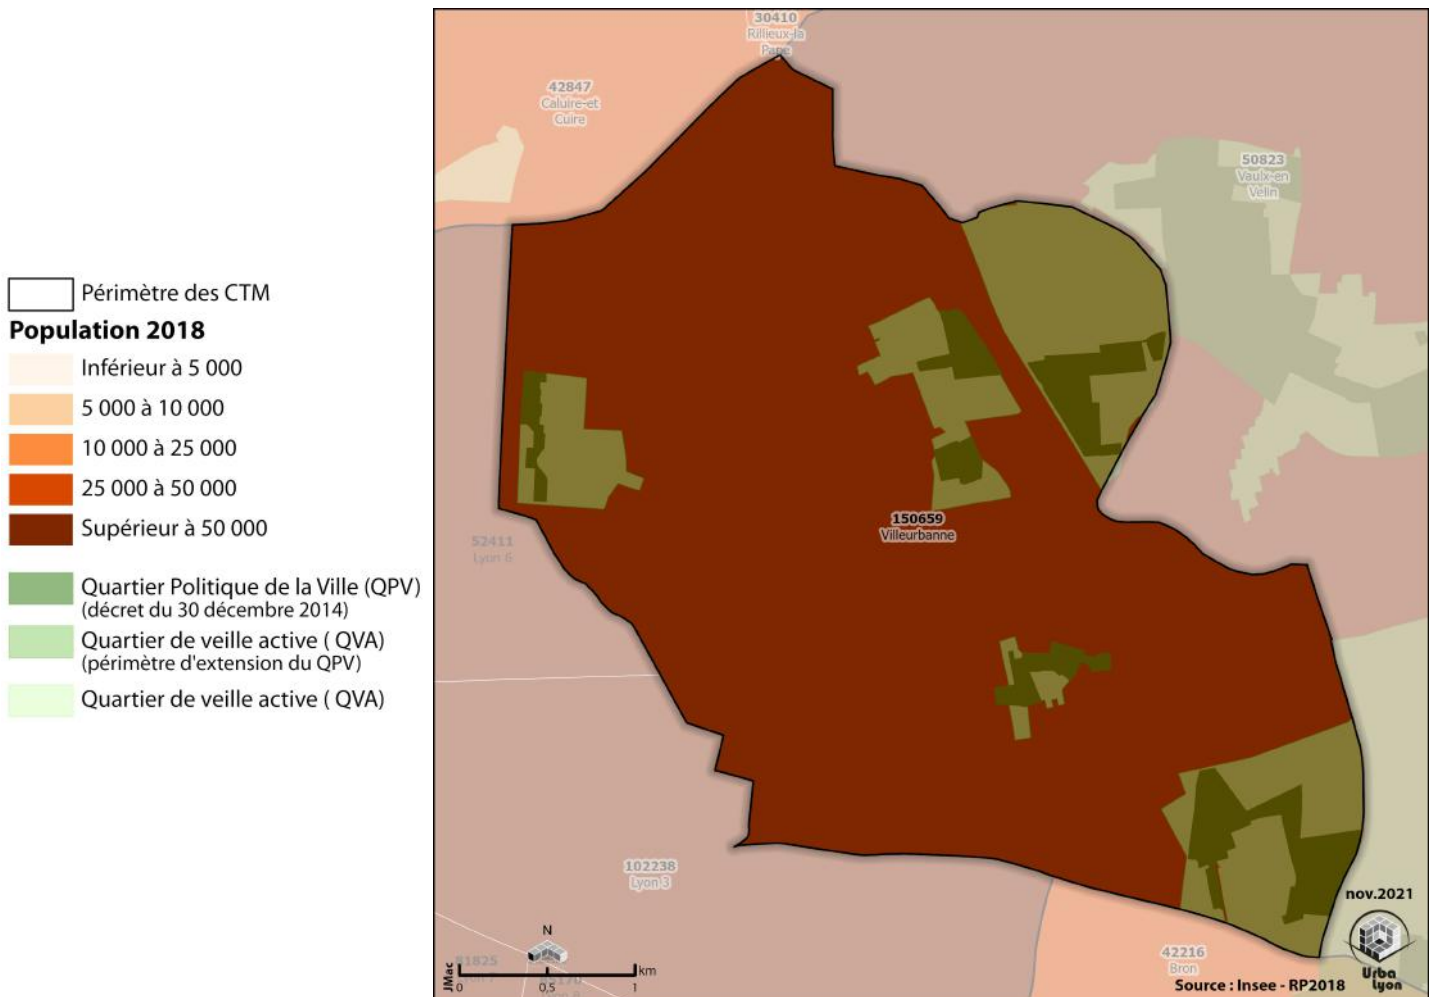 Périmètre des CTM
Population 2018
Inférieur à 5 000
5 000 à 10 000
10 000 à 25 000
25 000 à 50 000
Supérieur à 50 000
Quartier Politique de la Ville (QPV)
(décret du 30 décembre 2014)
Quartier de veille active ( QVA)
(périmètre d'extension du QPV)
Quartier de veille active ( QVA)
30410
Rillieux-la
Pape
42847
Caluire-et
Cuire
50823
Vaulx-en
Velin
52411
Lyon 6
150659
Villeurbanne
102238
Lyon 3
42216
Bron
81825
N
JMac
0
0,5
1
km
nov.2021
Urba
Lyon
Source : Insee - RP2018